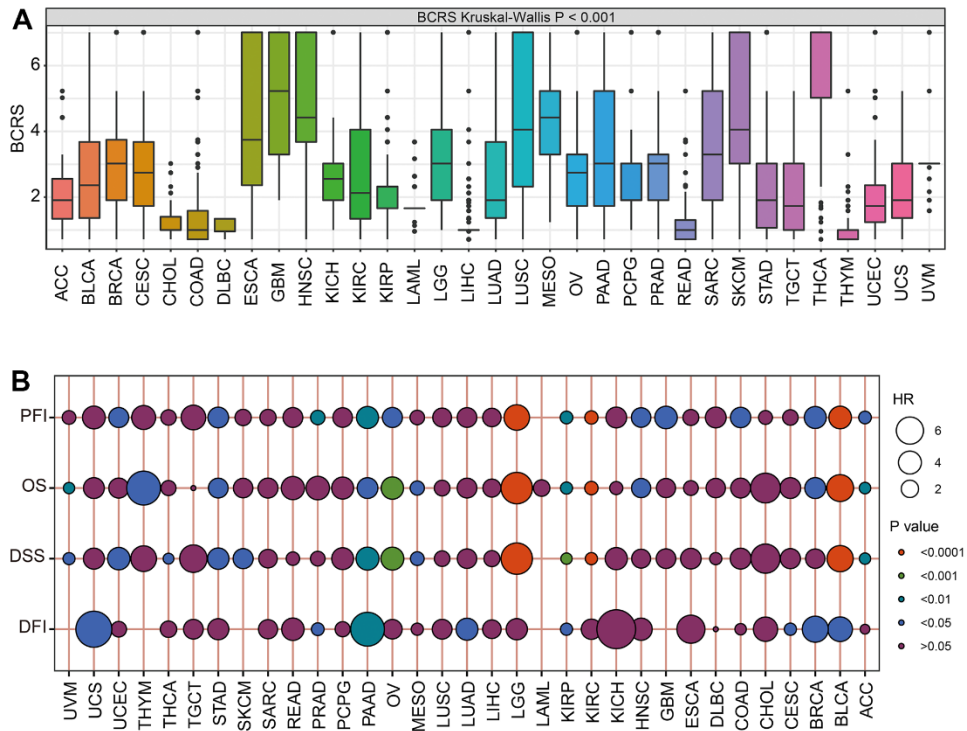 A
BCRS Kruskal-Wallis P < 0.001
BCRS
6
4
2
ACC
BLCA
BRCA
CESC
CHOL
COAD
DLBC
ESCA
GBM
HNSC
KICH
KIRC
KIRP
LAML
LGG
LIHC
LUAD
LUSC
MESO
OV
PAAD
PCPG
PRAD
READ
SARC
SKCM
STAD
TGCT
THCA
THYM
UCEC
UCS
UVM
B
PFI
OS
DSS
DFI
HR
6
4
2
P value
<0.0001
<0.001
<0.01
<0.05
>0.05
UVM
UCS
UCEC
THYM
THCA
TGCT
STAD
SKCM
SARC
READ
PRAD
PCPG
PAAD
OV
MESO
LUSC
LUAD
LIHC
LGG
LAML
KIRP
KIRC
KICH
HNSC
GBM
ESCA
DLBC
COAD
CHOL
CESC
BRCA
BLCA
ACC